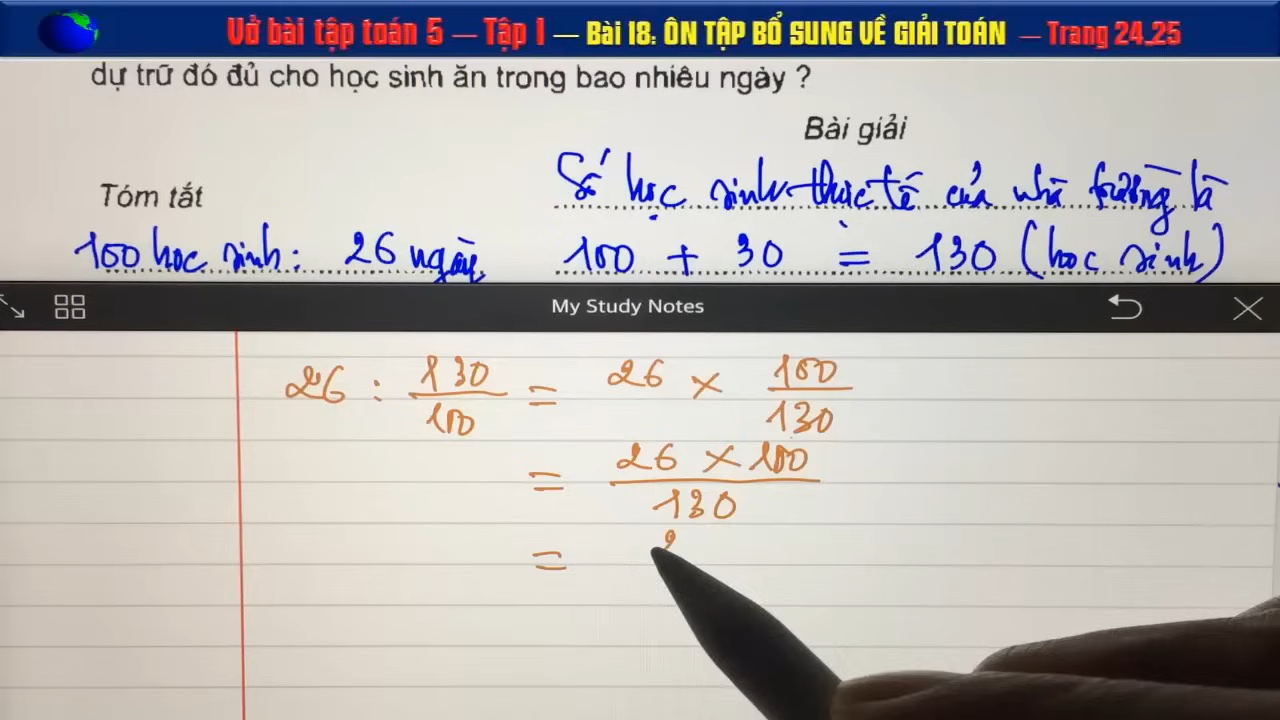 Vở bài tập toán 5 – Tập 1 – Bài 18: ÔN TẬP BỔ SUNG VỀ GIẢI TOÁN – Trang 24_25
dự trữ đó đủ cho học sinh ăn trong bao nhiêu ngày ?
Bài giải
Số học sinh thực tế của nhà trường là
Tóm tắt
100 học sinh: 26 ngày
100 + 30 = 130 (học sinh)
My Study Notes
26 : 130/100 = 26 × 100/130
= 26 × 100 / 130
=